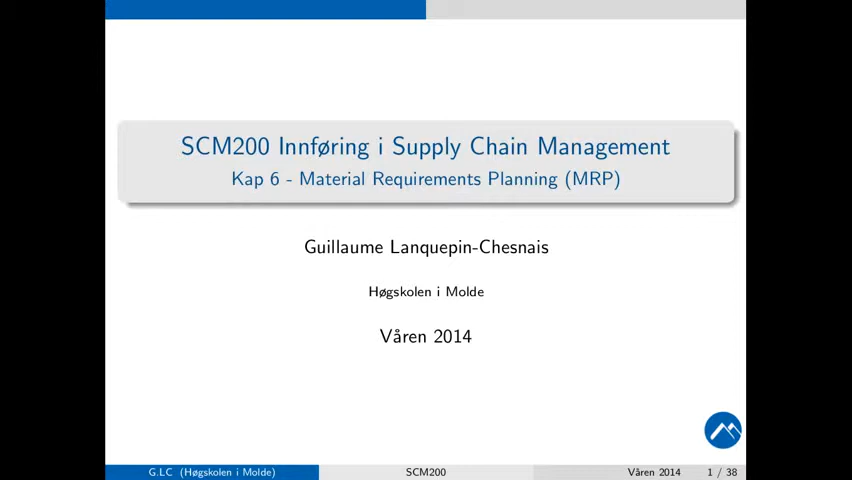 SCM200 Innføring i Supply Chain Management
Kap 6 - Material Requirements Planning (MRP)
Guillaume Lanquepin-Chesnais
Høgskolen i Molde
Våren 2014
G.LC (Høgskolen i Molde) SCM200 Våren 2014 1 / 38